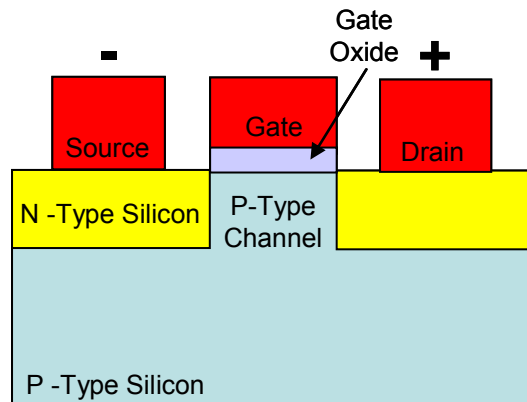 Gate
Oxide
-
+
Source
Gate
Drain
N -Type Silicon
P-Type
Channel
P -Type Silicon